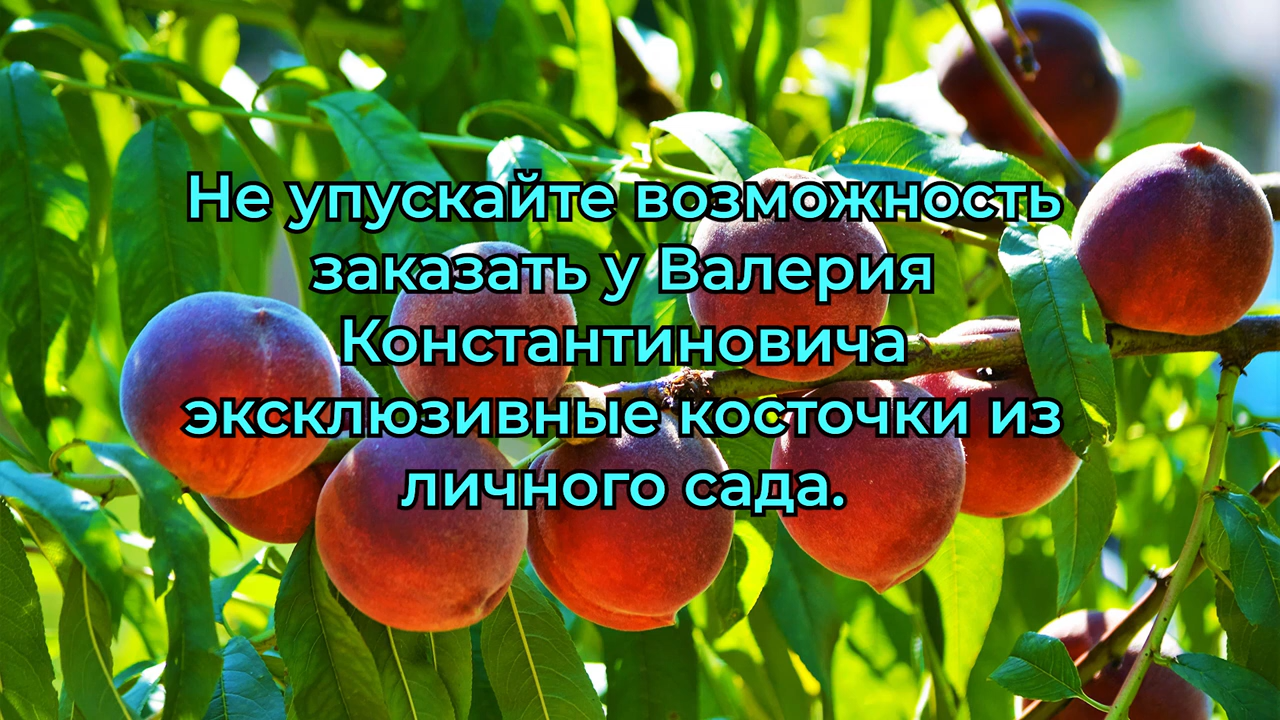 Не упускайте возможность
заказать у Валерия
Константиновича
эксклюзивные косточки из
личного сада.